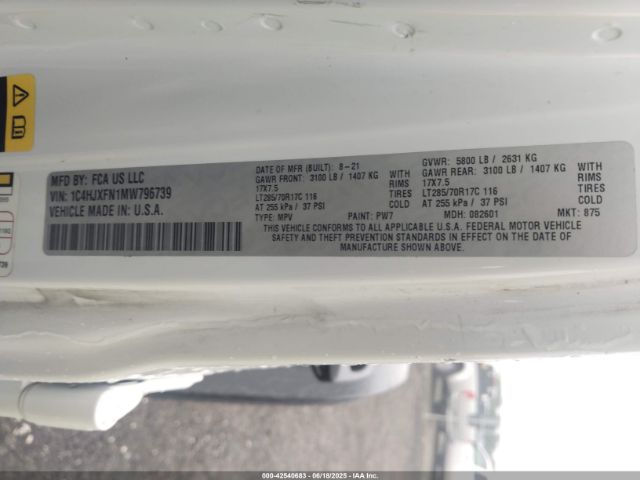 MFD BY: FCA US LLC
VIN: 1C4HJXFN1MW796739
VEHICLE MADE IN U.S.A.
DATE OF MFR (BUILT): 8-21
GAWR FRONT: 3100 LB/ 1407 KG WITH
17X7.5 RIMS
LT285/70R17C 116 TIRES
AT 255 kPa / 37 PSI COLD
GVWR: 5800 LB / 2631 KG
GAWR REAR: 3100 LB / 1407 KG WITH
17X7.5 RIMS
LT285/70R17C 116 TIRES
AT 255 kPa / 37 PSI COLD
TYPE: MPV PAINT: PW7 MDH: 082601 MKT: 875
THIS VEHICLE CONFORMS TO ALL APPLICABLE U.S.A. FEDERAL MOTOR VEHICLE
SAFETY AND THEFT PREVENTION STANDARDS IN EFFECT ON THE DATE OF
MANUFACTURE SHOWN ABOVE.
739
000-42540683 - 06/18/2025 - IAA Inc.